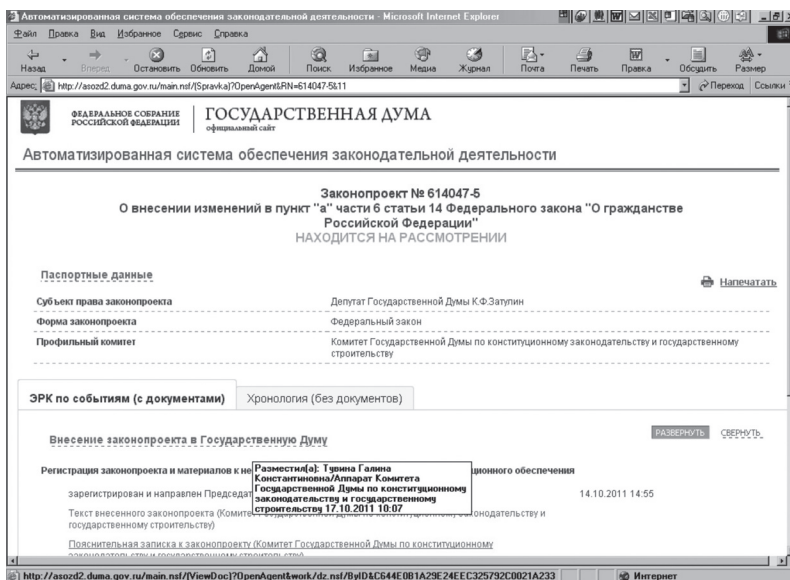 Автоматизированная система обеспечения законодательной деятельности - Microsoft Internet Explorer
Файл Правка Вид Избранное Сервис Справка
Назад Вперед Остановить Обновить Домой Поиск Избранное Медиа Журнал Почта Печать Правка Обсудить Размер
Адрес: http://asozd2.duma.gov.ru/main.nsf/(Spravka)?OpenAgent&RN=614047-5&11 Переход Ссылки
ФЕДЕРАЛЬНОЕ СОБРАНИЕ
РОССИЙСКОЙ ФЕДЕРАЦИИ
ГОСУДАРСТВЕННАЯ ДУМА
официальный сайт
Автоматизированная система обеспечения законодательной деятельности
Законопроект № 614047-5
О внесении изменений в пункт "а" части 6 статьи 14 Федерального закона "О гражданстве
Российской Федерации"
НАХОДИТСЯ НА РАССМОТРЕНИИ
Паспортные данные
Напечатать
Субъект права законопроекта Депутат Государственной Думы К.Ф.Затулин
Форма законопроекта Федеральный закон
Профильный комитет Комитет Государственной Думы по конституционному законодательству и государственному
строительству
ЭРК по событиям (с документами) Хронология (без документов)
РАЗВЕРНУТЬ СВЕРНУТЬ
Внесение законопроекта в Государственную Думу
Регистрация законопроекта и материалов к не ционного обеспечения
Разместил(а): Тувина Галина
Константиновна/Аппарат Комитета
Государственной Думы по конституционному
законодательству и государственному
строительству 17.10.2011 10:07
зарегистрирован и направлен Председат 14.10.2011 14:55
Текст внесенного законопроекта (Комитет Государственной Думы по конституционному законодательству и
государственному строительству)
Пояснительная записка к законопроекту (Комитет Государственной Думы по конституционному
законодательству и государственному строительству)
http://asozd2.duma.gov.ru/main.nsf/(ViewDoc)?OpenAgent&work/dz.nsf/ByID&C644E0B1A29E24EEC325792C0021A233 Интернет